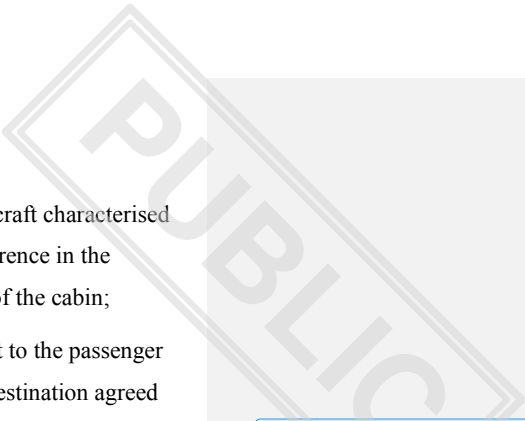 PUBLIC
craft characterised
rence in the
of the cabin;
t to the passenger
estination agreed